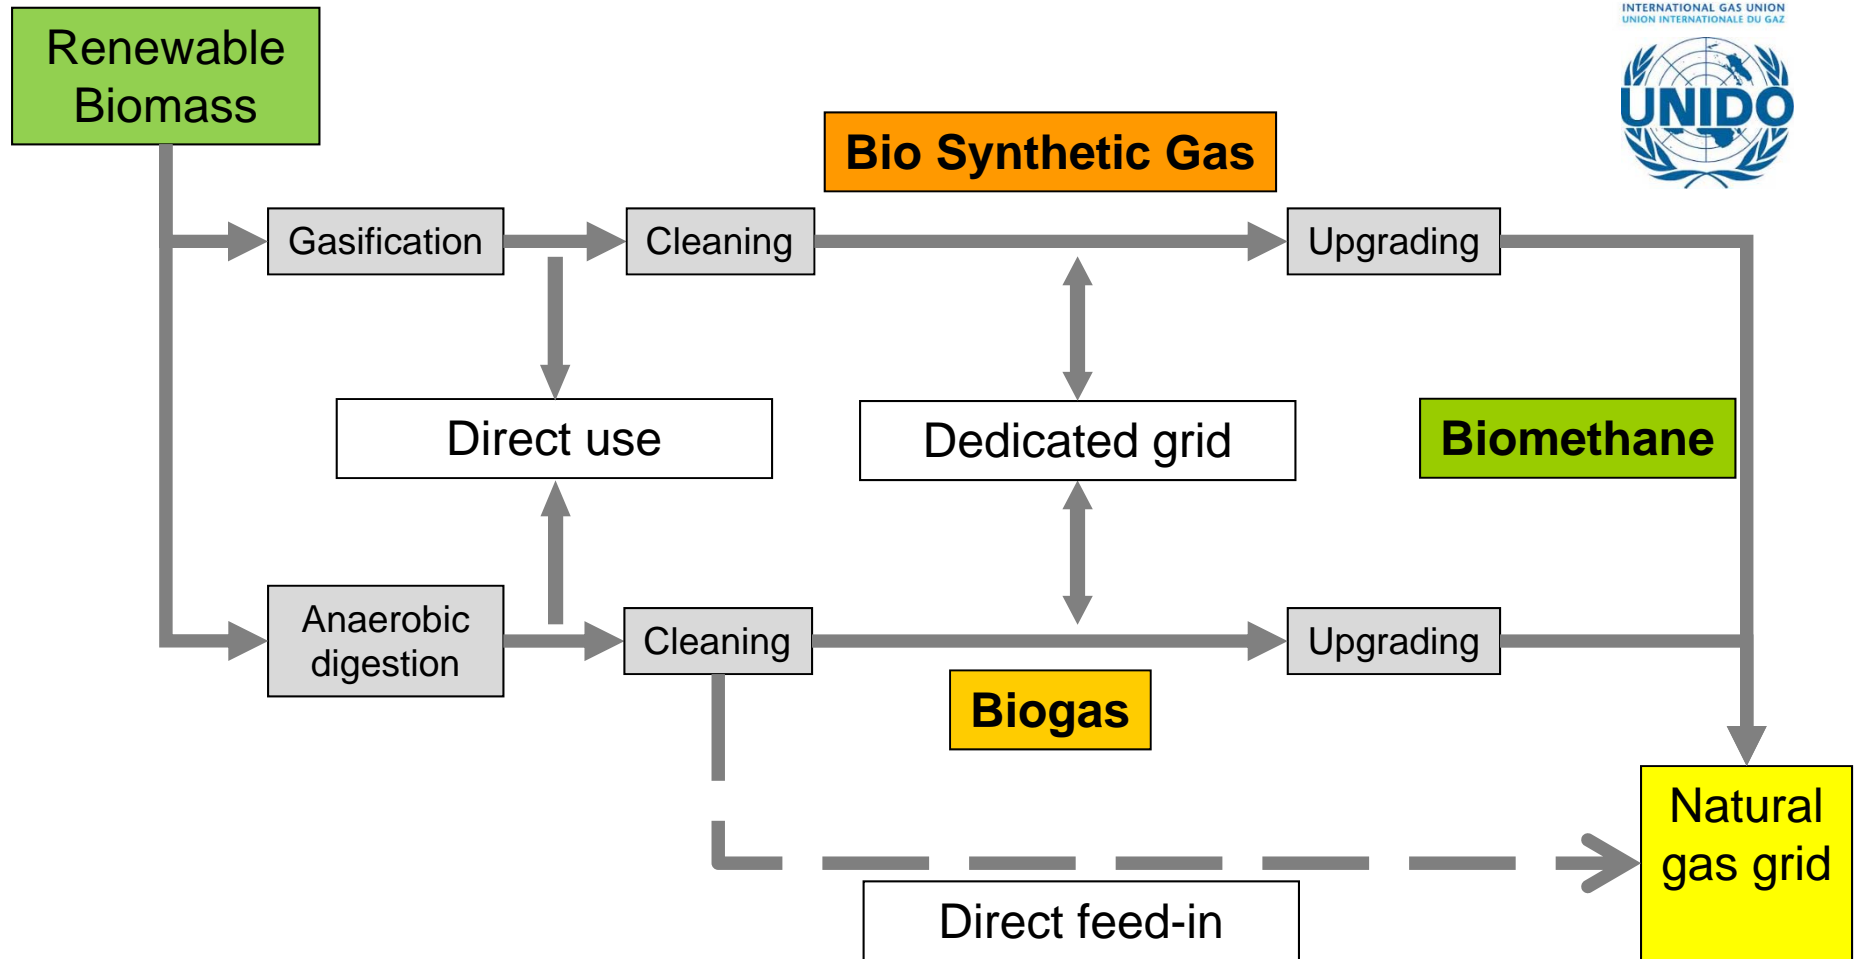 INTERNATIONAL GAS UNION
UNION INTERNATIONALE DU GAZ
UNIDO
Renewable
Biomass
Bio Synthetic Gas
Gasification
Cleaning
Upgrading
Direct use
Dedicated grid
Biomethane
Anaerobic
digestion
Cleaning
Upgrading
Biogas
Natural
gas grid
Direct feed-in